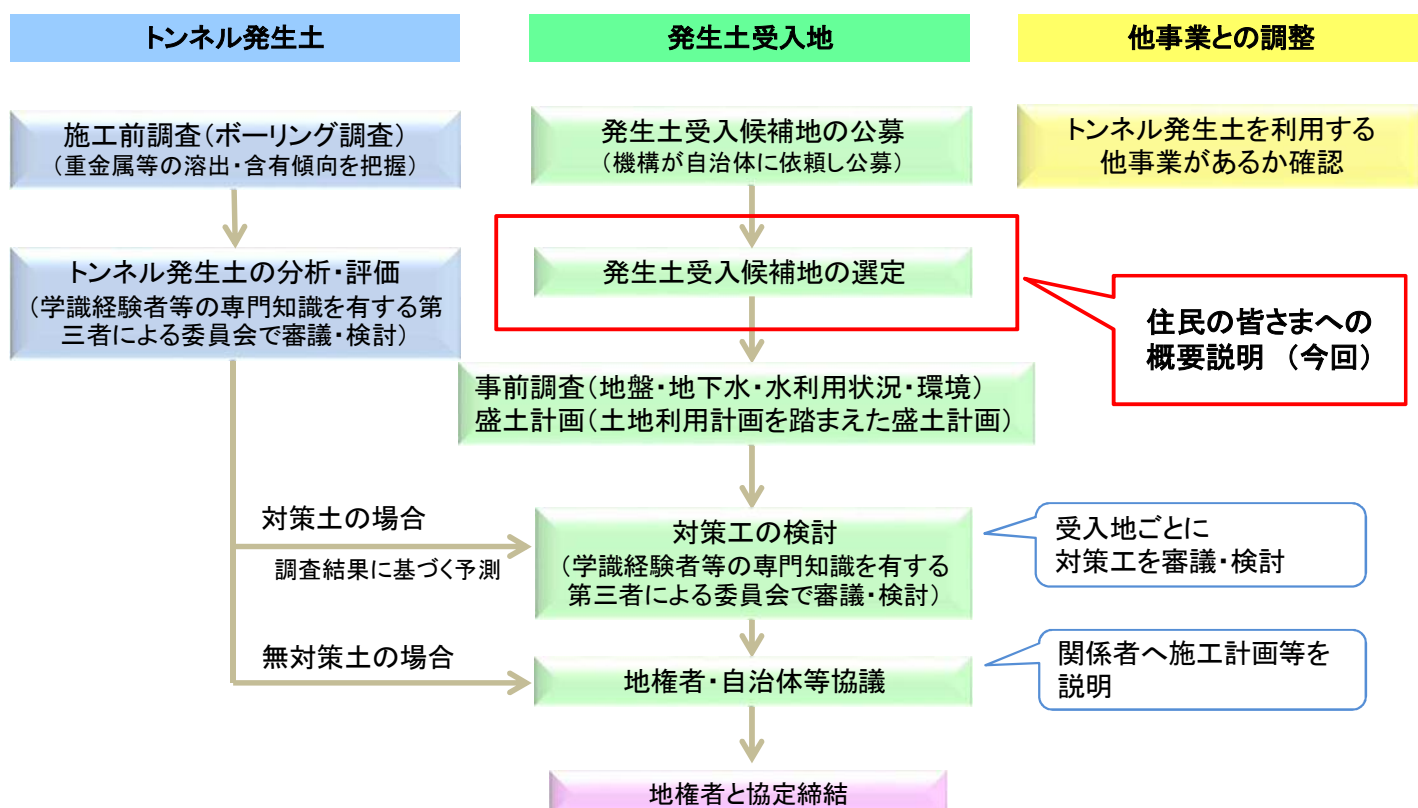 トンネル発生土
発生土受入地
他事業との調整
施工前調査(ボーリング調査)
(重金属等の溶出・含有傾向を把握)
発生土受入候補地の公募
(機構が自治体に依頼し公募)
トンネル発生土を利用する
他事業があるか確認
トンネル発生土の分析・評価
(学識経験者等の専門知識を有する第
三者による委員会で審議・検討)
発生土受入候補地の選定
住民の皆さまへの
概要説明 (今回)
事前調査(地盤・地下水・水利用状況・環境)
盛土計画(土地利用計画を踏まえた盛土計画)
対策土の場合
調査結果に基づく予測
対策工の検討
(学識経験者等の専門知識を有する
第三者による委員会で審議・検討)
受入地ごとに
対策工を審議・検討
無対策土の場合
地権者・自治体等協議
関係者へ施工計画等を
説明
地権者と協定締結